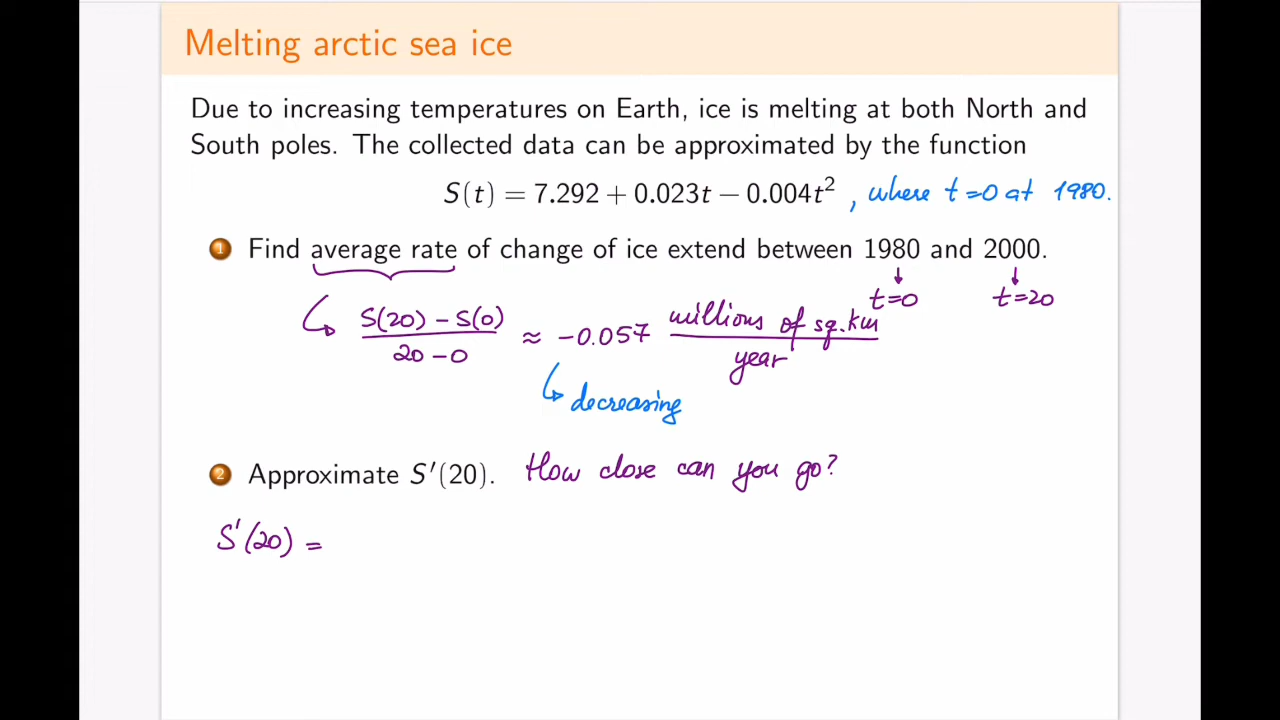 Melting arctic sea ice
Due to increasing temperatures on Earth, ice is melting at both North and
South poles. The collected data can be approximated by the function
S(t) = 7.292 + 0.023t − 0.004t² , where t=0 at 1980.
1 Find average rate of change of ice extend between 1980 and 2000.
t=0 t=20
S(20) − S(0)
20 − 0
≈ −0.057 millions of sq.km
year
decreasing
2 Approximate S′(20). How close can you go?
S'(20) =